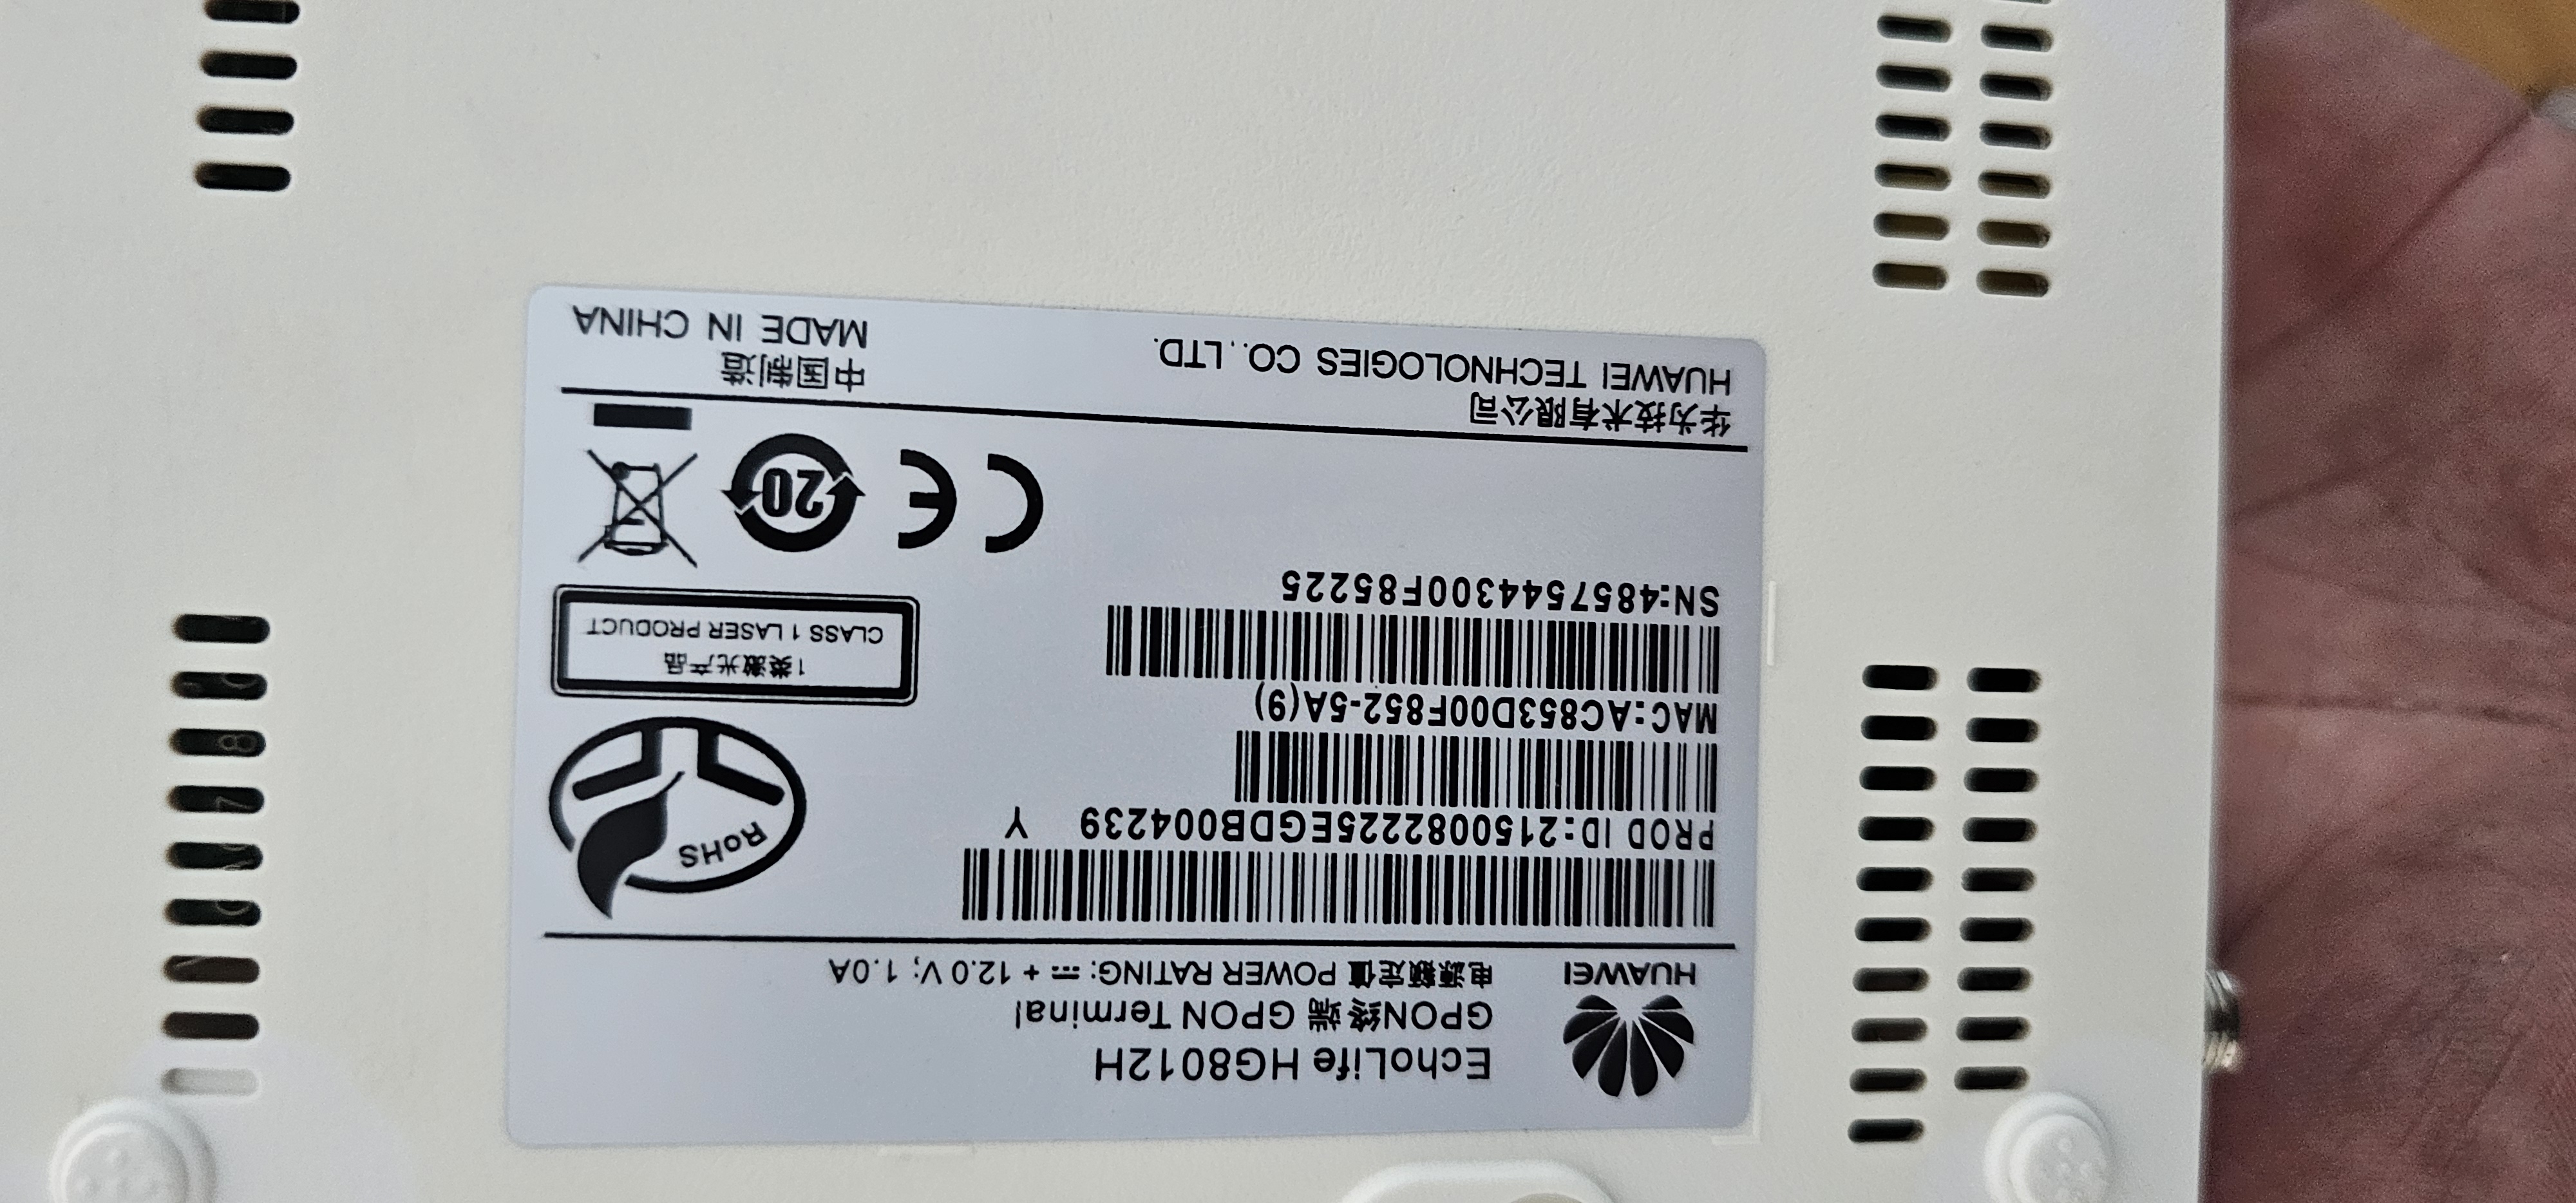 EchoLife HG8012H
GPON终端 GPON Terminal
电源额定值 POWER RATING: ⎓ + 12.0 V; 1.0A
HUAWEI
PROD ID:2150082225EGDB004239 Y
MAC:AC853D00F852-5A(9)
SN:4857544300F85225
RoHS
1类激光产品
CLASS 1 LASER PRODUCT
CE
20
华为技术有限公司
HUAWEI TECHNOLOGIES CO., LTD.
中国制造
MADE IN CHINA